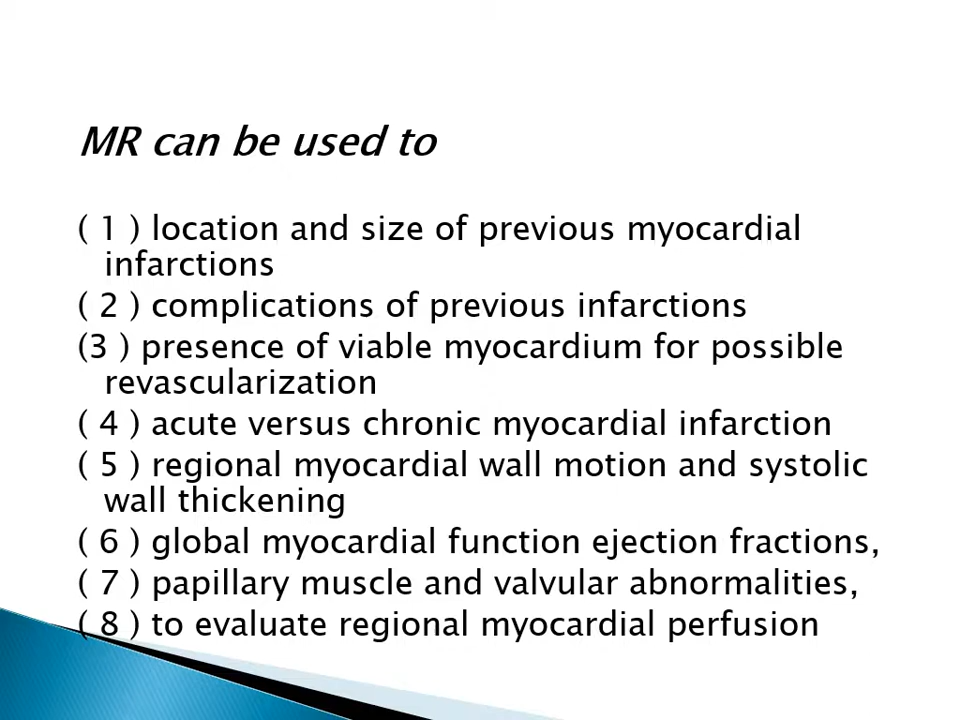 MR can be used to
( 1 ) location and size of previous myocardial
infarctions
( 2 ) complications of previous infarctions
(3 ) presence of viable myocardium for possible
revascularization
( 4 ) acute versus chronic myocardial infarction
( 5 ) regional myocardial wall motion and systolic
wall thickening
( 6 ) global myocardial function ejection fractions,
( 7 ) papillary muscle and valvular abnormalities,
( 8 ) to evaluate regional myocardial perfusion